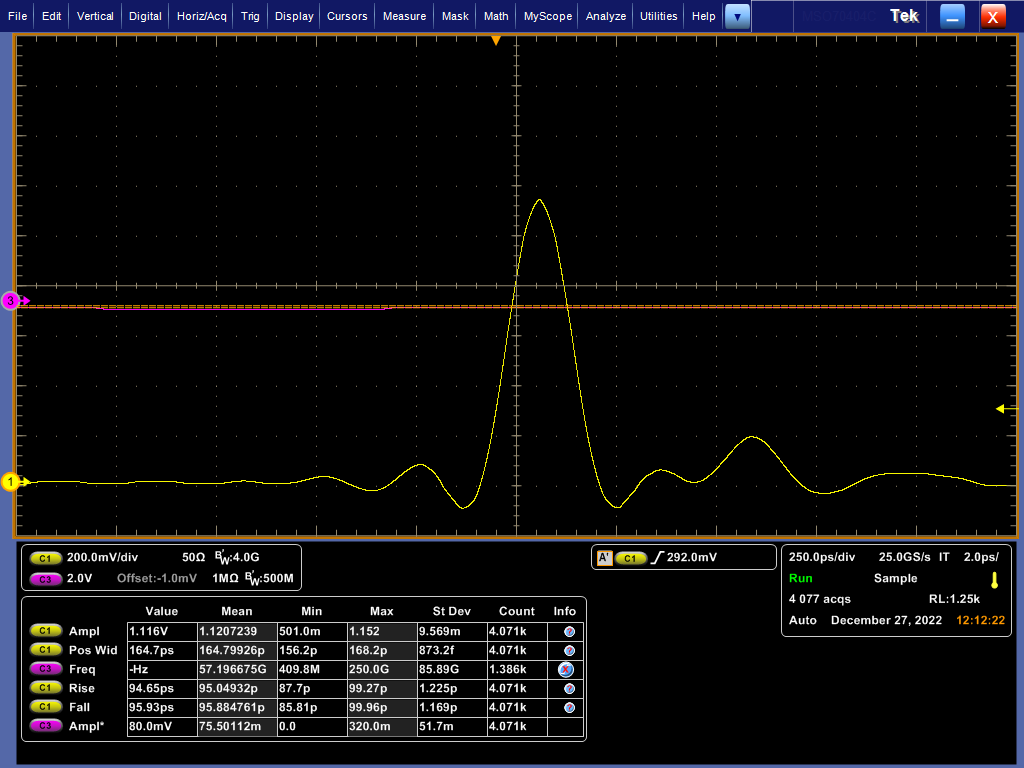 File Edit Vertical Digital Horiz/Acq Trig Display Cursors Measure Mask Math MyScope Analyze Utilities Help Tek X
3
1
C1 200.0mV/div 50Ω BW:4.0G
C3 2.0V Offset:-1.0mV 1MΩ BW:500M
A' C1 292.0mV
250.0ps/div 25.0GS/s IT 2.0ps/
Run Sample
4 077 acqs RL:1.25k
Auto December 27, 2022 12:12:22
Value Mean Min Max St Dev Count Info
C1 Ampl 1.116V 1.1207239 501.0m 1.152 9.569m 4.071k
C1 Pos Wid 164.7ps 164.79926p 156.2p 168.2p 873.2f 4.071k
C3 Freq -Hz 57.196675G 409.8M 250.0G 85.89G 1.386k
C1 Rise 94.65ps 95.04932p 87.7p 99.27p 1.225p 4.071k
C1 Fall 95.93ps 95.884761p 85.81p 99.96p 1.169p 4.071k
C3 Ampl* 80.0mV 75.50112m 0.0 320.0m 51.7m 4.071k